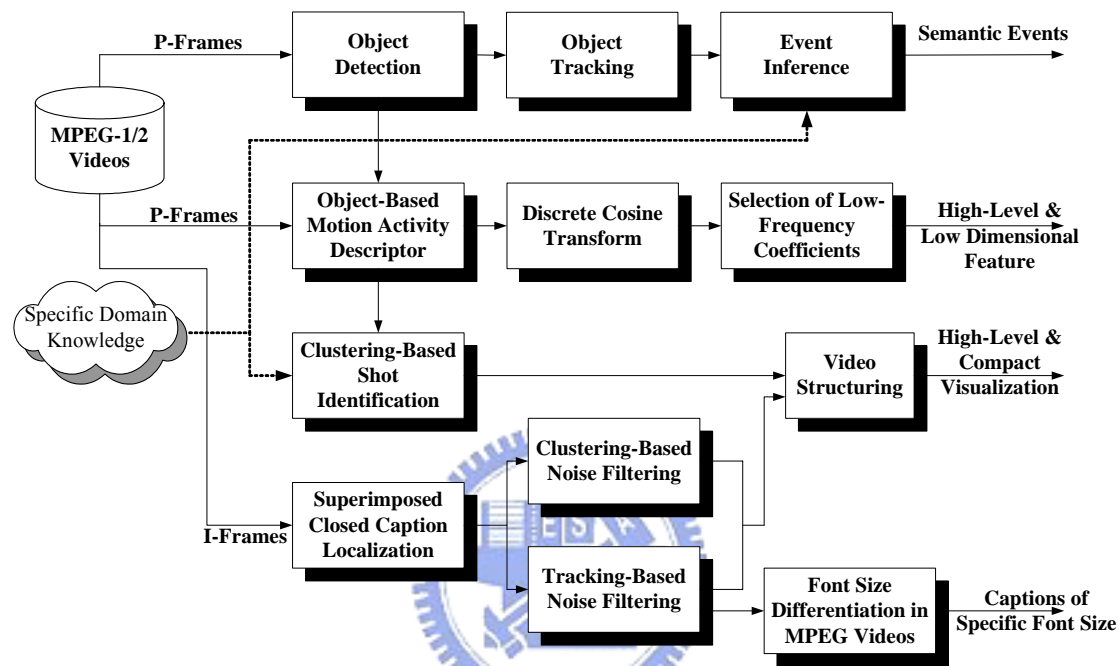 P-Frames
Object
Detection
Object
Tracking
Event
Inference
Semantic Events
MPEG-1/2
Videos
P-Frames
Object-Based
Motion Activity
Descriptor
Discrete Cosine
Transform
Selection of Low-
Frequency
Coefficients
High-Level &
Low Dimensional
Feature
Specific Domain
Knowledge
Clustering-Based
Shot
Identification
Video
Structuring
High-Level &
Compact
Visualization
Clustering-Based
Noise Filtering
I-Frames
Superimposed
Closed Caption
Localization
ESA
Tracking-Based
Noise Filtering
Font Size
Differentiation in
MPEG Videos
Captions of
Specific Font Size